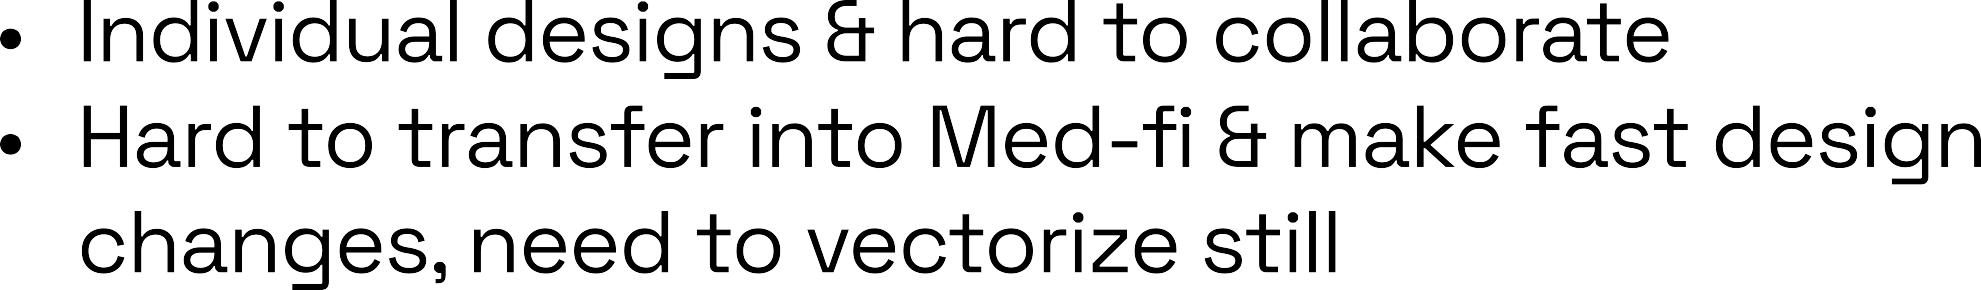 • Individual designs & hard to collaborate
• Hard to transfer into Med-fi & make fast design
changes, need to vectorize still